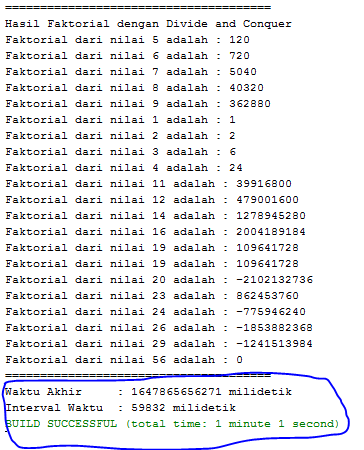 ======================================
Hasil Faktorial dengan Divide and Conquer
Faktorial dari nilai 5 adalah : 120
Faktorial dari nilai 6 adalah : 720
Faktorial dari nilai 7 adalah : 5040
Faktorial dari nilai 8 adalah : 40320
Faktorial dari nilai 9 adalah : 362880
Faktorial dari nilai 1 adalah : 1
Faktorial dari nilai 2 adalah : 2
Faktorial dari nilai 3 adalah : 6
Faktorial dari nilai 4 adalah : 24
Faktorial dari nilai 11 adalah : 39916800
Faktorial dari nilai 12 adalah : 479001600
Faktorial dari nilai 14 adalah : 1278945280
Faktorial dari nilai 16 adalah : 2004189184
Faktorial dari nilai 19 adalah : 109641728
Faktorial dari nilai 19 adalah : 109641728
Faktorial dari nilai 20 adalah : -2102132736
Faktorial dari nilai 23 adalah : 862453760
Faktorial dari nilai 24 adalah : -775946240
Faktorial dari nilai 26 adalah : -1853882368
Faktorial dari nilai 29 adalah : -1241513984
Faktorial dari nilai 56 adalah : 0
======================================
Waktu Akhir : 1647865656271 milidetik
Interval Waktu : 59832 milidetik
BUILD SUCCESSFUL (total time: 1 minute 1 second)